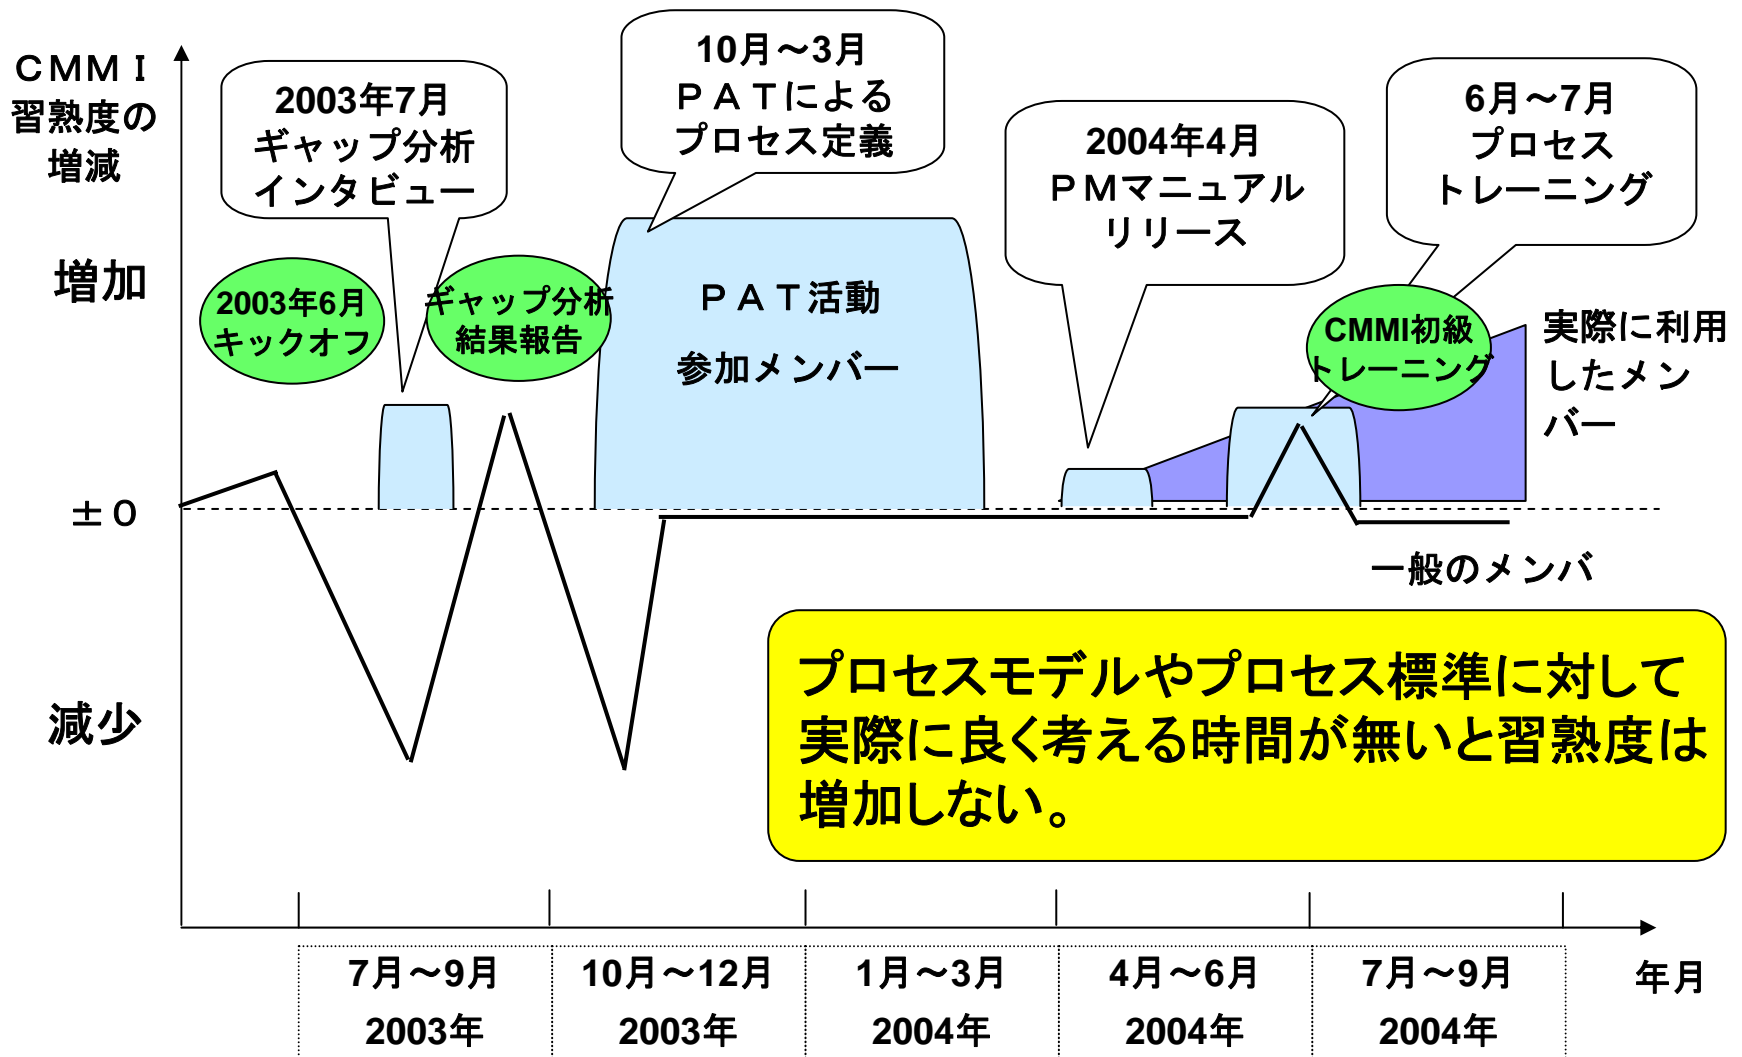 ＣＭＭＩ
習熟度の
増減
2003年7月
ギャップ分析
インタビュー
10月～3月
ＰＡＴによる
プロセス定義
2004年4月
ＰＭマニュアル
リリース
6月～7月
プロセス
トレーニング
増加
2003年6月
キックオフ
ギャップ分析
結果報告
ＰＡＴ活動
参加メンバー
CMMI初級
トレーニング
実際に利用
したメン
バー
±０
一般のメンバ
減少
プロセスモデルやプロセス標準に対して
実際に良く考える時間が無いと習熟度は
増加しない。
7月～9月
2003年
10月～12月
2003年
1月～3月
2004年
4月～6月
2004年
7月～9月
2004年
年月